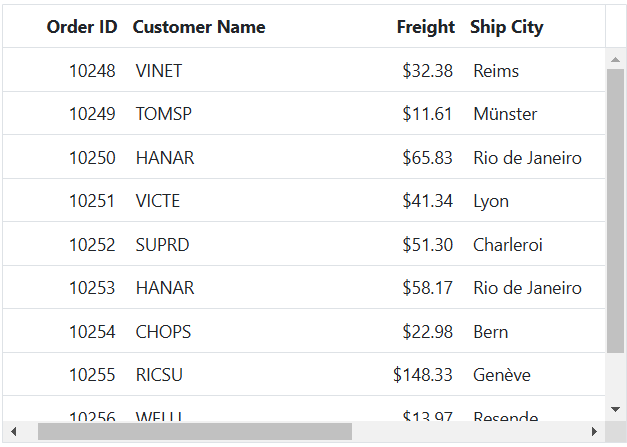 Order ID Customer Name Freight Ship City
10248 VINET $32.38 Reims
10249 TOMSP $11.61 Münster
10250 HANAR $65.83 Rio de Janeiro
10251 VICTE $41.34 Lyon
10252 SUPRD $51.30 Charleroi
10253 HANAR $58.17 Rio de Janeiro
10254 CHOPS $22.98 Bern
10255 RICSU $148.33 Genève
10256 $13.97 Resende